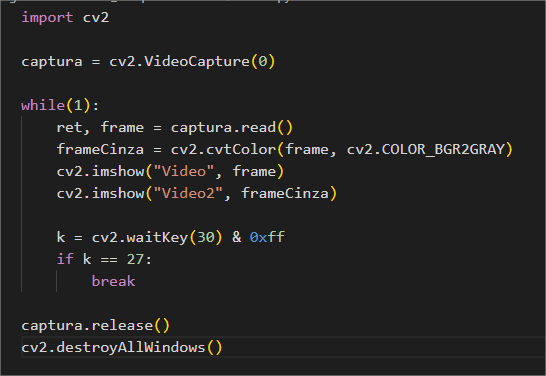 import cv2
captura = cv2.VideoCapture(0)
while(1):
ret, frame = captura.read()
frameCinza = cv2.cvtColor(frame, cv2.COLOR_BGR2GRAY)
cv2.imshow("Video", frame)
cv2.imshow("Video2", frameCinza)
k = cv2.waitKey(30) & 0xff
if k == 27:
break
captura.release()
cv2.destroyAllWindows()